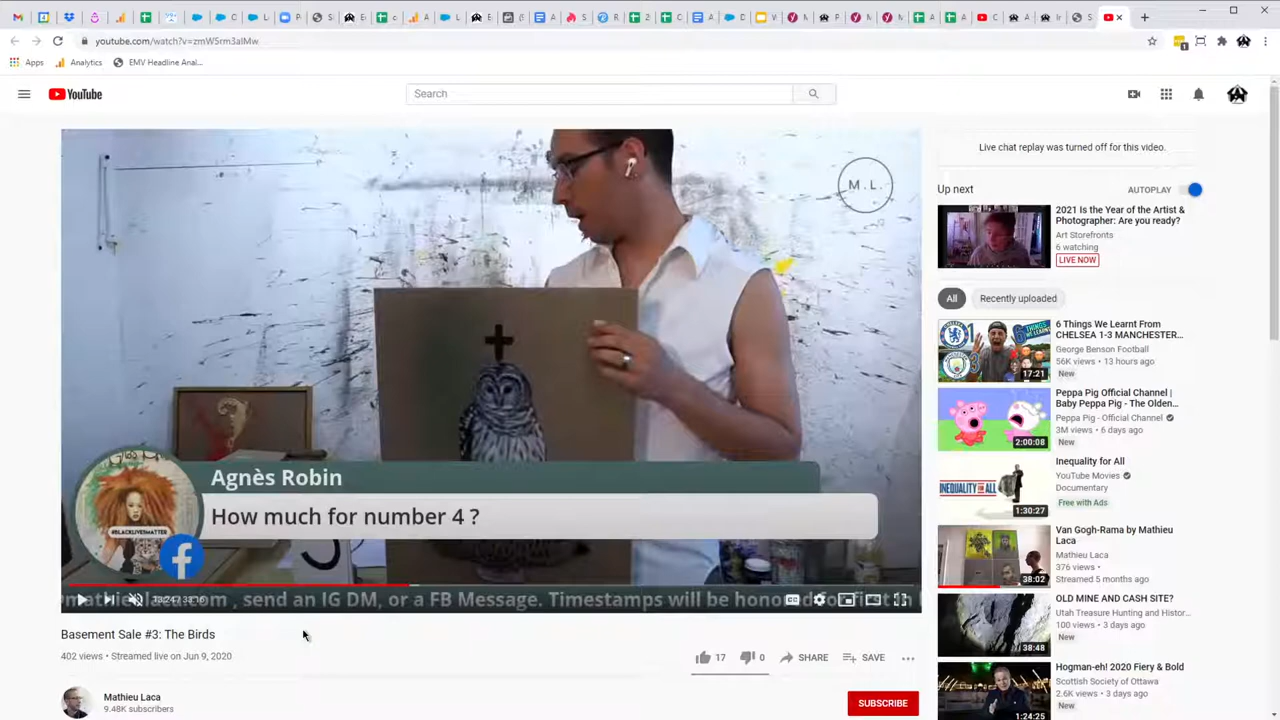 youtube.com/watch?v=zmW5rm3aIMw
Apps
Analytics
EMV Headline Anal...
YouTube
Search
M.L.
Agnès Robin
#BLACKLIVESMATTER
How much for number 4 ?
, send an DM, or a FB Message. Timestamps will be
Basement Sale #3: The Birds
402 views • Streamed live on Jun 9, 2020
17
0
SHARE
SAVE
Mathieu Laca
9.48K subscribers
SUBSCRIBE
Live chat replay was turned off for this video.
Up next
AUTOPLAY
2021 Is the Year of the Artist &
Photographer: Are you ready?
Art Storefronts
6 watching
LIVE NOW
All
Recently uploaded
6 Things We Learnt From
CHELSEA 1-3 MANCHESTER...
George Benson Football
56K views • 13 hours ago
New
17:21
Peppa Pig Official Channel |
Baby Peppa Pig - The Olden...
Peppa Pig - Official Channel
3M views • 6 days ago
New
2:00:08
Inequality for All
YouTube Movies
Documentary
Free with Ads
INEQUALITY FOR ALL
1:30:27
Van Gogh-Rama by Mathieu
Laca
Mathieu Laca
376 views •
Streamed 5 months ago
38:02
OLD MINE AND CASH SITE?
Utah Treasure Hunting and Histor...
100 views • 3 days ago
New
38:48
Hogman-eh! 2020 Fiery & Bold
Scottish Society of Ottawa
2.6K views • 3 days ago
New
1:24:25